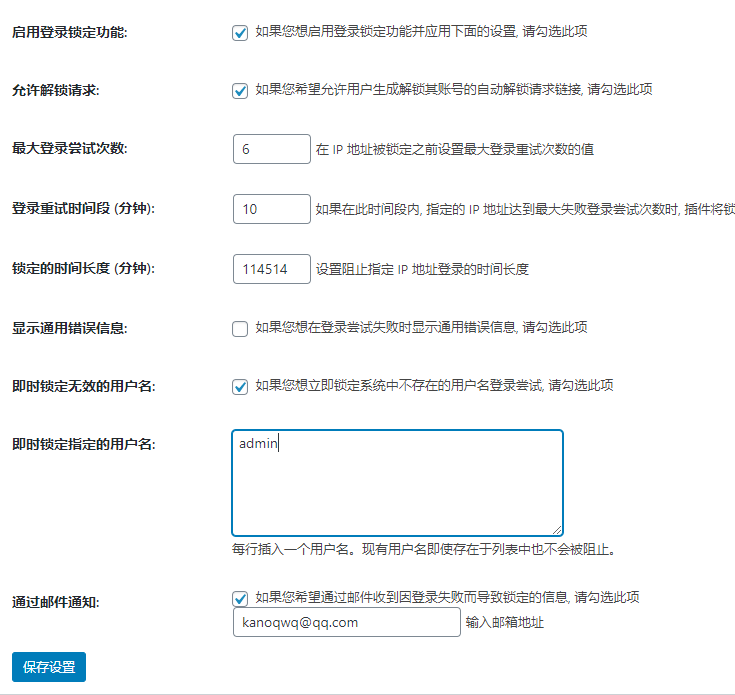 启用登录锁定功能: 如果您想启用登录锁定功能并应用下面的设置, 请勾选此项
允许解锁请求: 如果您希望允许用户生成解锁其账号的自动解锁请求链接, 请勾选此项
最大登录尝试次数: 6 在 IP 地址被锁定之前设置最大登录重试次数的值
登录重试时间段 (分钟): 10 如果在此时间段内, 指定的 IP 地址达到最大失败登录尝试次数时, 插件将锁
锁定的时间长度 (分钟): 114514 设置阻止指定 IP 地址登录的时间长度
显示通用错误信息: 如果您想在登录尝试失败时显示通用错误信息, 请勾选此项
即时锁定无效的用户名: 如果您想立即锁定系统中不存在的用户名登录尝试, 请勾选此项
即时锁定指定的用户名: admin
每行插入一个用户名。现有用户名即使存在于列表中也不会被阻止。
通过邮件通知: 如果您希望通过邮件收到因登录失败而导致锁定的信息, 请勾选此项
kanoqwq@qq.com 输入邮箱地址
保存设置